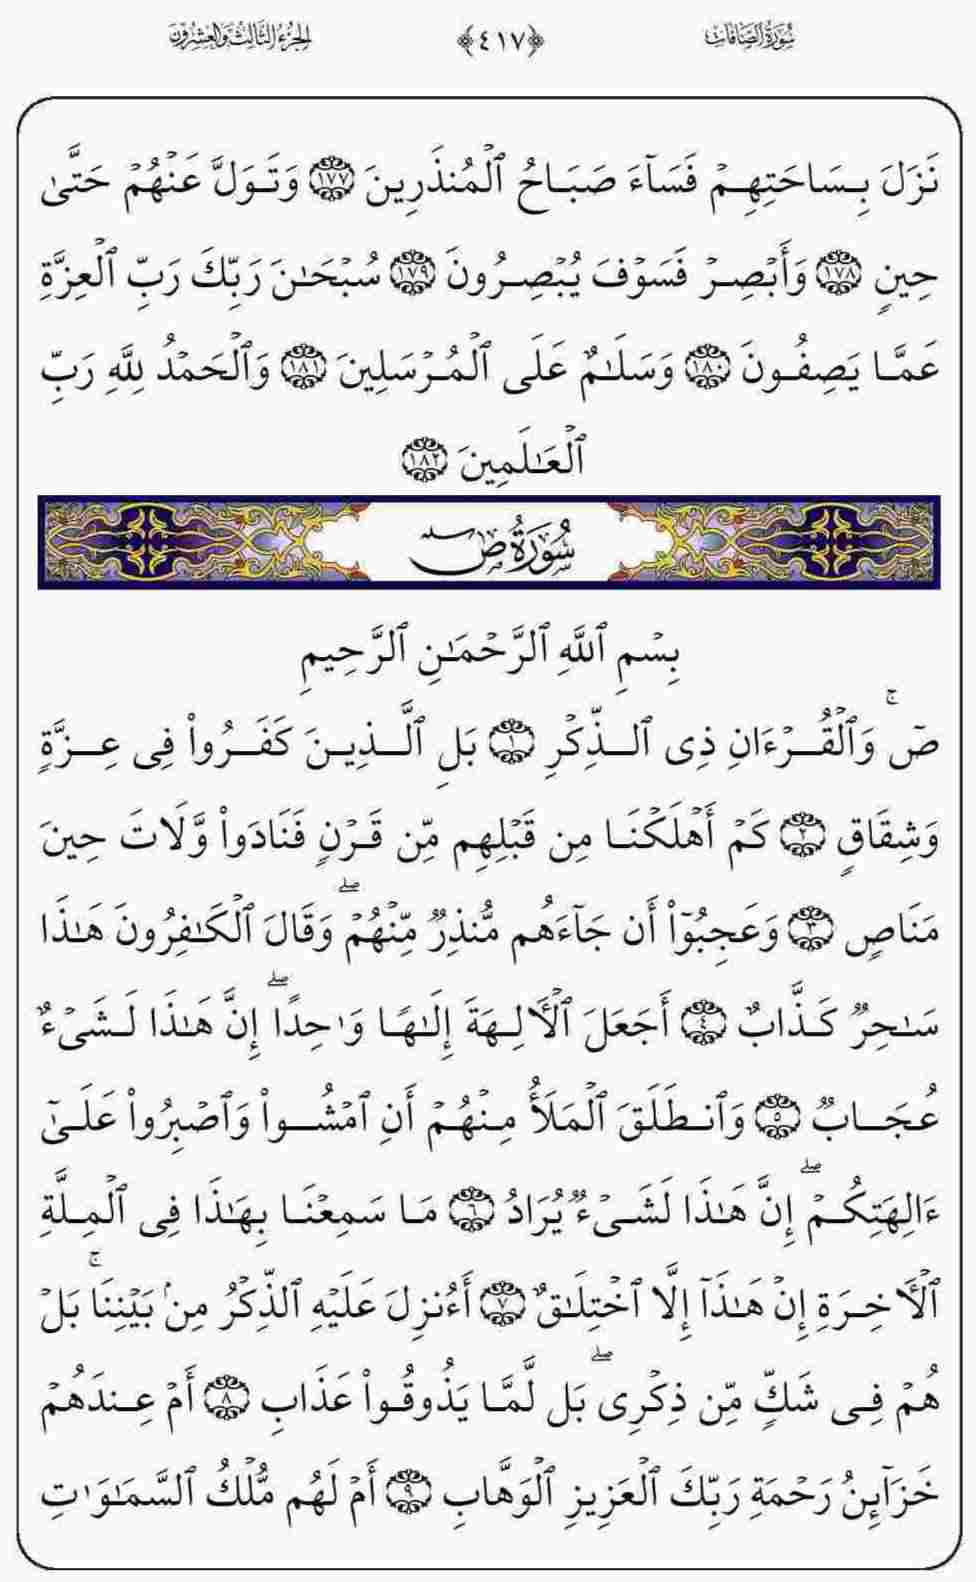 سُورَةُ الصَّافَّاتِ ﴿٤١٧﴾ الجُزْءُ الثَّالِثُ وَالعِشْرُونَ
نَزَلَ بِسَاحَتِهِمۡ فَسَآءَ صَبَاحُ ٱلۡمُنذَرِينَ ١٧٧ وَتَوَلَّ عَنۡهُمۡ حَتَّىٰ
حِينٖ ١٧٨ وَأَبۡصِرۡ فَسَوۡفَ يُبۡصِرُونَ ١٧٩ سُبۡحَٰنَ رَبِّكَ رَبِّ ٱلۡعِزَّةِ
عَمَّا يَصِفُونَ ١٨٠ وَسَلَٰمٌ عَلَى ٱلۡمُرۡسَلِينَ ١٨١ وَٱلۡحَمۡدُ لِلَّهِ رَبِّ
ٱلۡعَٰلَمِينَ ١٨٢
سُورَةُ ص
بِسۡمِ ٱللَّهِ ٱلرَّحۡمَٰنِ ٱلرَّحِيمِ
صٓۚ وَٱلۡقُرۡءَانِ ذِي ٱلذِّكۡرِ ١ بَلِ ٱلَّذِينَ كَفَرُواْ فِي عِزَّةٖ
وَشِقَاقٖ ٢ كَمۡ أَهۡلَكۡنَا مِن قَبۡلِهِم مِّن قَرۡنٖ فَنَادَواْ وَّلَاتَ حِينَ
مَنَاصٖ ٣ وَعَجِبُوٓاْ أَن جَآءَهُم مُّنذِرٞ مِّنۡهُمۡۖ وَقَالَ ٱلۡكَٰفِرُونَ هَٰذَا
سَٰحِرٞ كَذَّابٌ ٤ أَجَعَلَ ٱلۡأٓلِهَةَ إِلَٰهٗا وَٰحِدًاۖ إِنَّ هَٰذَا لَشَيۡءٌ
عُجَابٞ ٥ وَٱنطَلَقَ ٱلۡمَلَأُ مِنۡهُمۡ أَنِ ٱمۡشُواْ وَٱصۡبِرُواْ عَلَىٰٓ
ءَالِهَتِكُمۡۖ إِنَّ هَٰذَا لَشَيۡءٞ يُرَادُ ٦ مَا سَمِعۡنَا بِهَٰذَا فِي ٱلۡمِلَّةِ
ٱلۡأٓخِرَةِ إِنۡ هَٰذَآ إِلَّا ٱخۡتِلَٰقٌ ٧ أَءُنزِلَ عَلَيۡهِ ٱلذِّكۡرُ مِنۢ بَيۡنِنَاۚ بَلۡ
هُمۡ فِي شَكّٖ مِّن ذِكۡرِيۖ بَل لَّمَّا يَذُوقُواْ عَذَابِ ٨ أَمۡ عِندَهُمۡ
خَزَآئِنُ رَحۡمَةِ رَبِّكَ ٱلۡعَزِيزِ ٱلۡوَهَّابِ ٩ أَمۡ لَهُم مُّلۡكُ ٱلسَّمَٰوَٰتِ